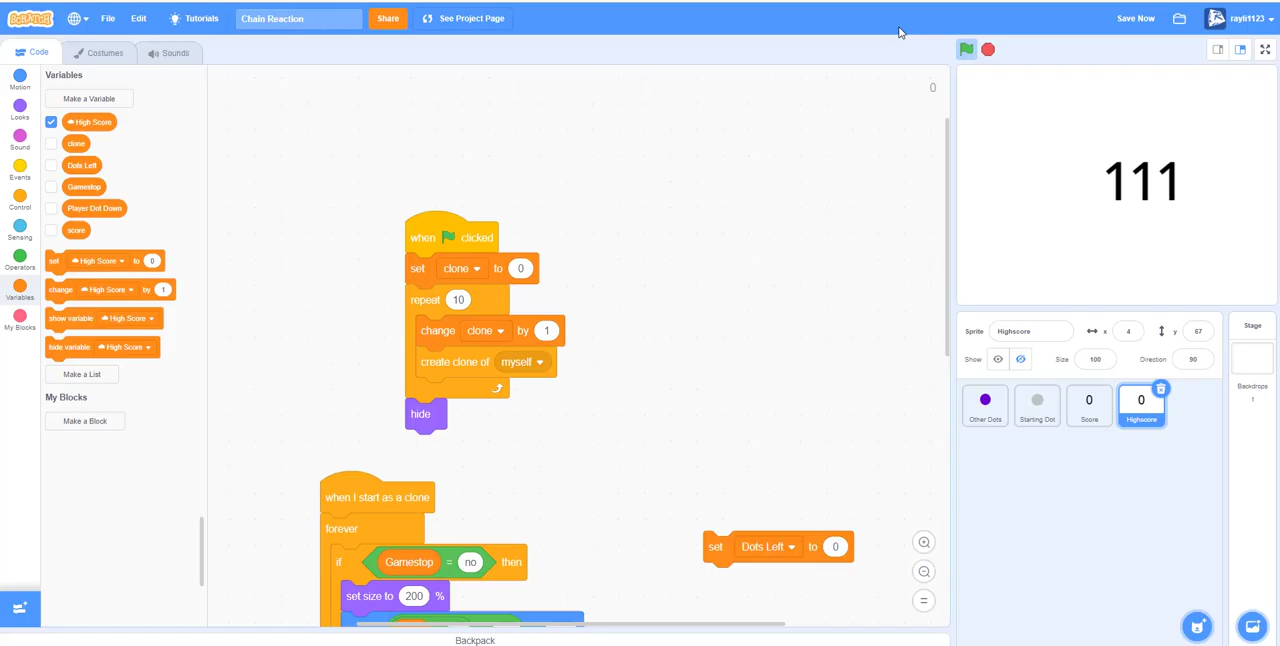 SCRATCH File Edit Tutorials Chain Reaction Share See Project Page Save Now rayli1123
Code Costumes Sounds
Motion
Looks
Sound
Events
Control
Sensing
Operators
Variables
My Blocks
Variables
Make a Variable
High Score
clone
Dots Left
Gamestop
Player Dot Down
score
set High Score to 0
change High Score by 1
show variable High Score
hide variable High Score
Make a List
My Blocks
Make a Block
0
when clicked
set clone to 0
repeat 10
change clone by 1
create clone of myself
hide
when I start as a clone
forever
if Gamestop = no then
set size to 200 %
set Dots Left to 0
Backpack
111
Sprite Highscore x 4 y 67
Show Size 100 Direction 90
Other Dots
Starting Dot
0
Score
0
Highscore
Stage
Backdrops
1